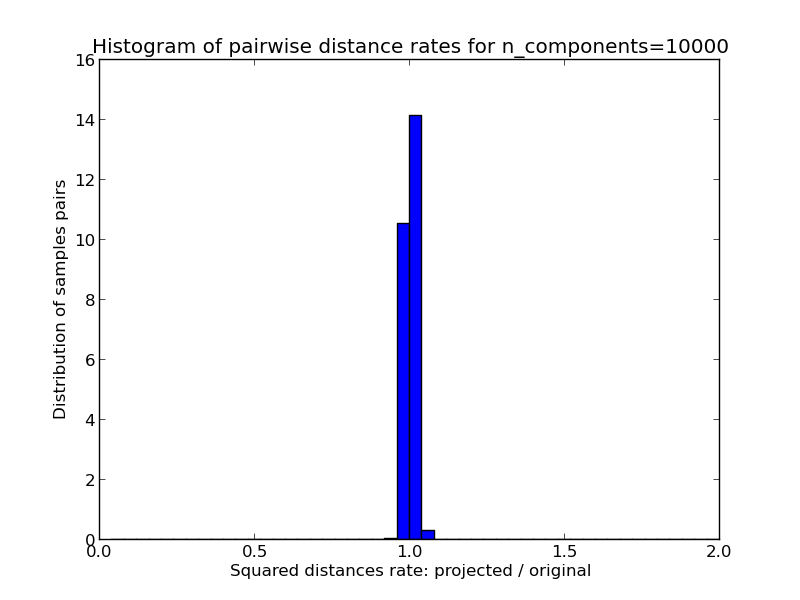 Histogram of pairwise distance rates for n_components=10000
Distribution of samples pairs
16
14
12
10
8
6
4
2
0
0.0 0.5 1.0 1.5 2.0
Squared distances rate: projected / original